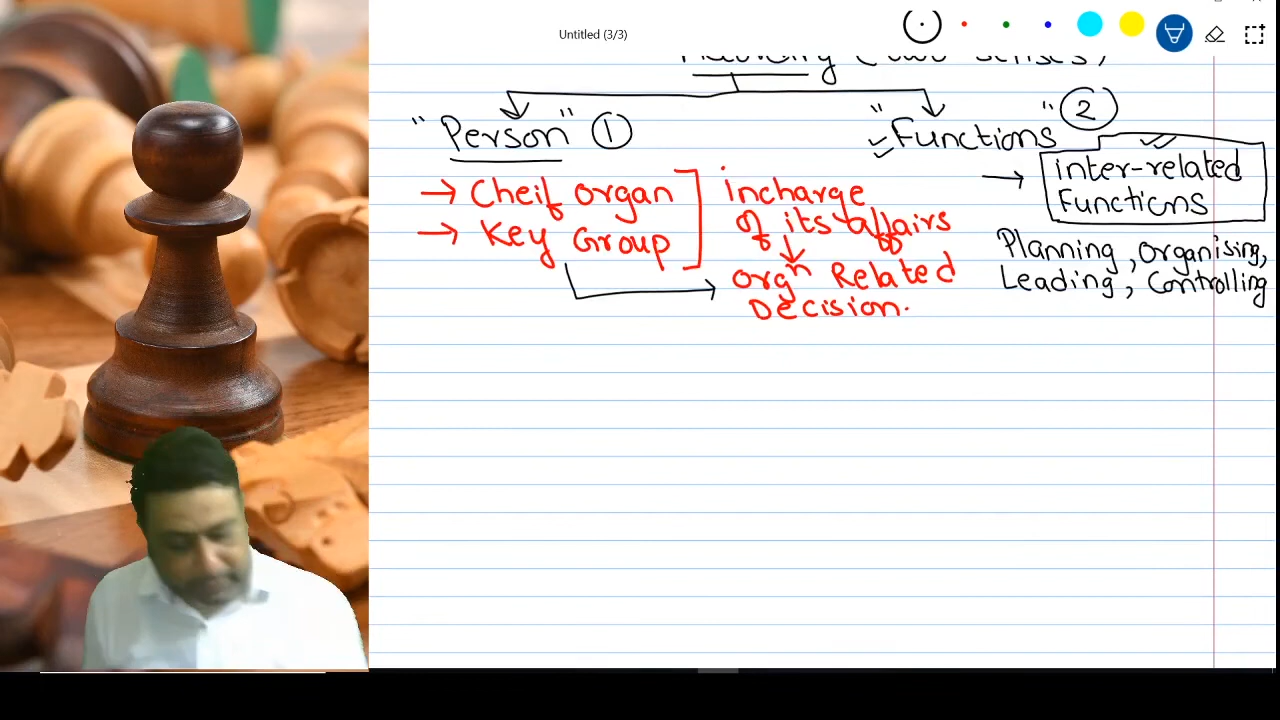 Untitled (3/3)
"Person" ①
"Functions" ②
→ Cheif organ
→ Key Group
incharge
of its affairs
orgⁿ Related
Decision.
→ inter-related
Functions
Planning, Organising,
Leading, Controlling